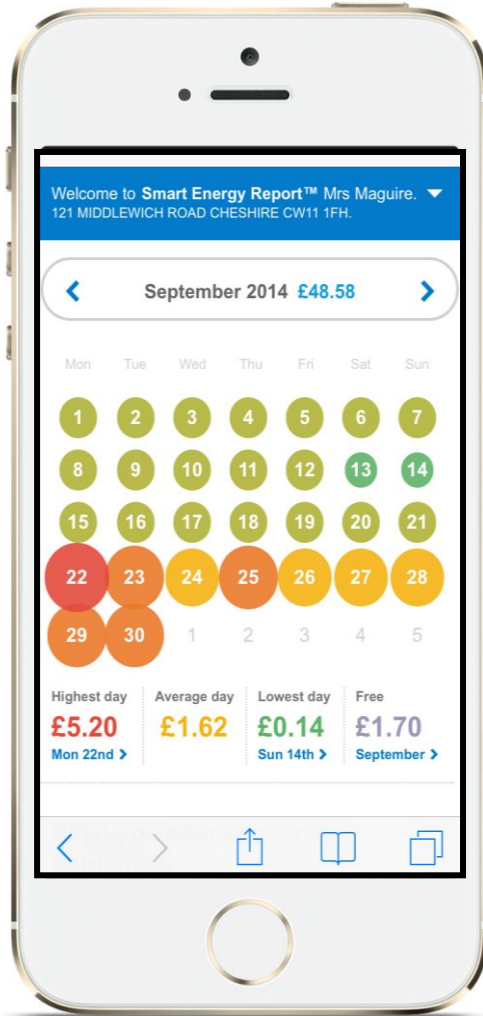 Welcome to Smart Energy Report™ Mrs Maguire.
121 MIDDLEWICH ROAD CHESHIRE CW11 1FH.
September 2014 £48.58
Mon Tue Wed Thu Fri Sat Sun
1 2 3 4 5 6 7
8 9 10 11 12 13 14
15 16 17 18 19 20 21
22 23 24 25 26 27 28
29 30 1 2 3 4 5
Highest day Average day Lowest day Free
£5.20 £1.62 £0.14 £1.70
Mon 22nd Sun 14th September